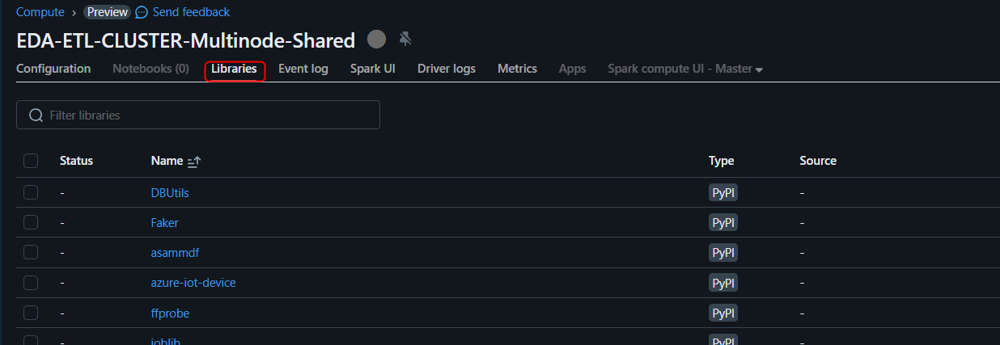 Compute › Preview Send feedback
EDA-ETL-CLUSTER-Multinode-Shared
Configuration Notebooks (0) Libraries Event log Spark UI Driver logs Metrics Apps Spark compute UI - Master
Filter libraries
Status Name Type Source
- DBUtils PyPI -
- Faker PyPI -
- asammdf PyPI -
- azure-iot-device PyPI -
- ffprobe PyPI -
- joblib PyPI -